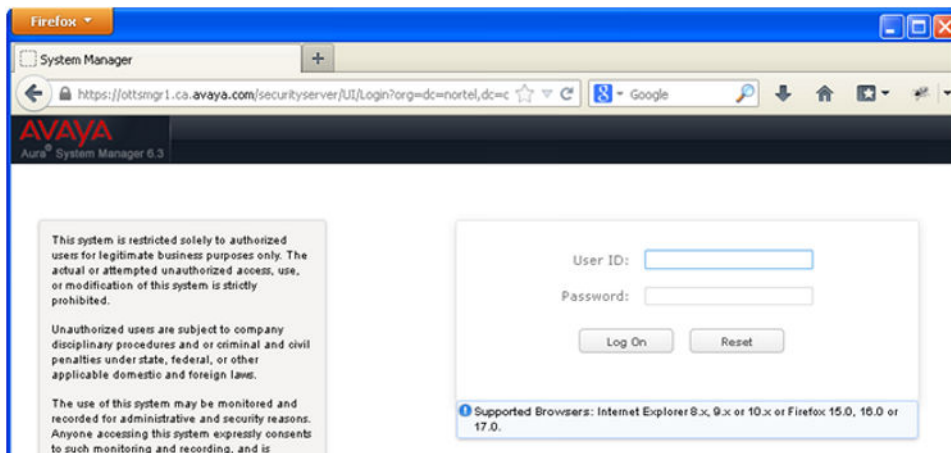 Firefox
System Manager
https://ottsmgr1.ca.avaya.com/securityserver/UI/Login?org=dc=nortel,dc=c
Google
AVAYA
Aura® System Manager 6.3
This system is restricted solely to authorized
users for legitimate business purposes only. The
actual or attempted unauthorized access, use,
or modification of this system is strictly
prohibited.
Unauthorized users are subject to company
disciplinary procedures and or criminal and civil
penalties under state, federal, or other
applicable domestic and foreign laws.
The use of this system may be monitored and
recorded for administrative and security reasons.
Anyone accessing this system expressly consents
to such monitoring and recording, and is
User ID:
Password:
Log On
Reset
Supported Browsers: Internet Explorer 8.x, 9.x or 10.x or Firefox 15.0, 16.0 or
17.0.